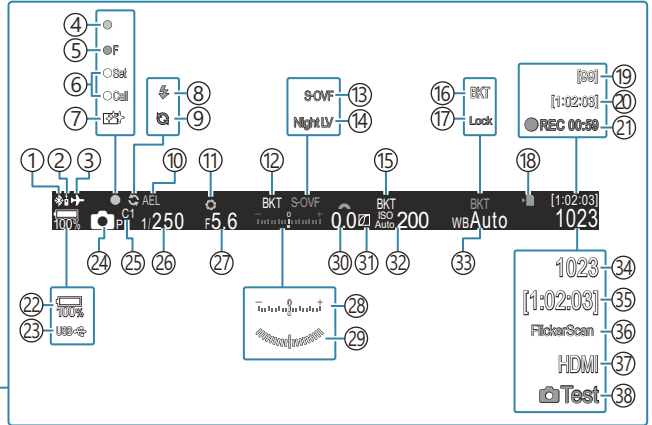 ④
⑤ F
⑥ Set
Call
⑦
⑧
⑨
S-OVF ⑬
Night LV ⑭
⑯ BKT
⑰ Lock
[99] ⑲
[1:02:03] ⑳
REC 00:59 ㉑
① ② ③ ⑩ ⑪ ⑫ ⑮ ⑱
AEL BKT S-OVF BKT BKT [1:02:03]
100% C1 P 1/250 F5.6 − 0 + 0.0 ISO Auto 200 WBAuto 1023
㉔ ㉕ ㉖ ㉗ ㉚ ㉛ ㉜ ㉝
㉒ 100%
㉓ USB
− 0 + ㉘
㉙
1023 ㉞
[1:02:03] ㉟
FlickerScan ㊱
HDMI ㊲
Test ㊳